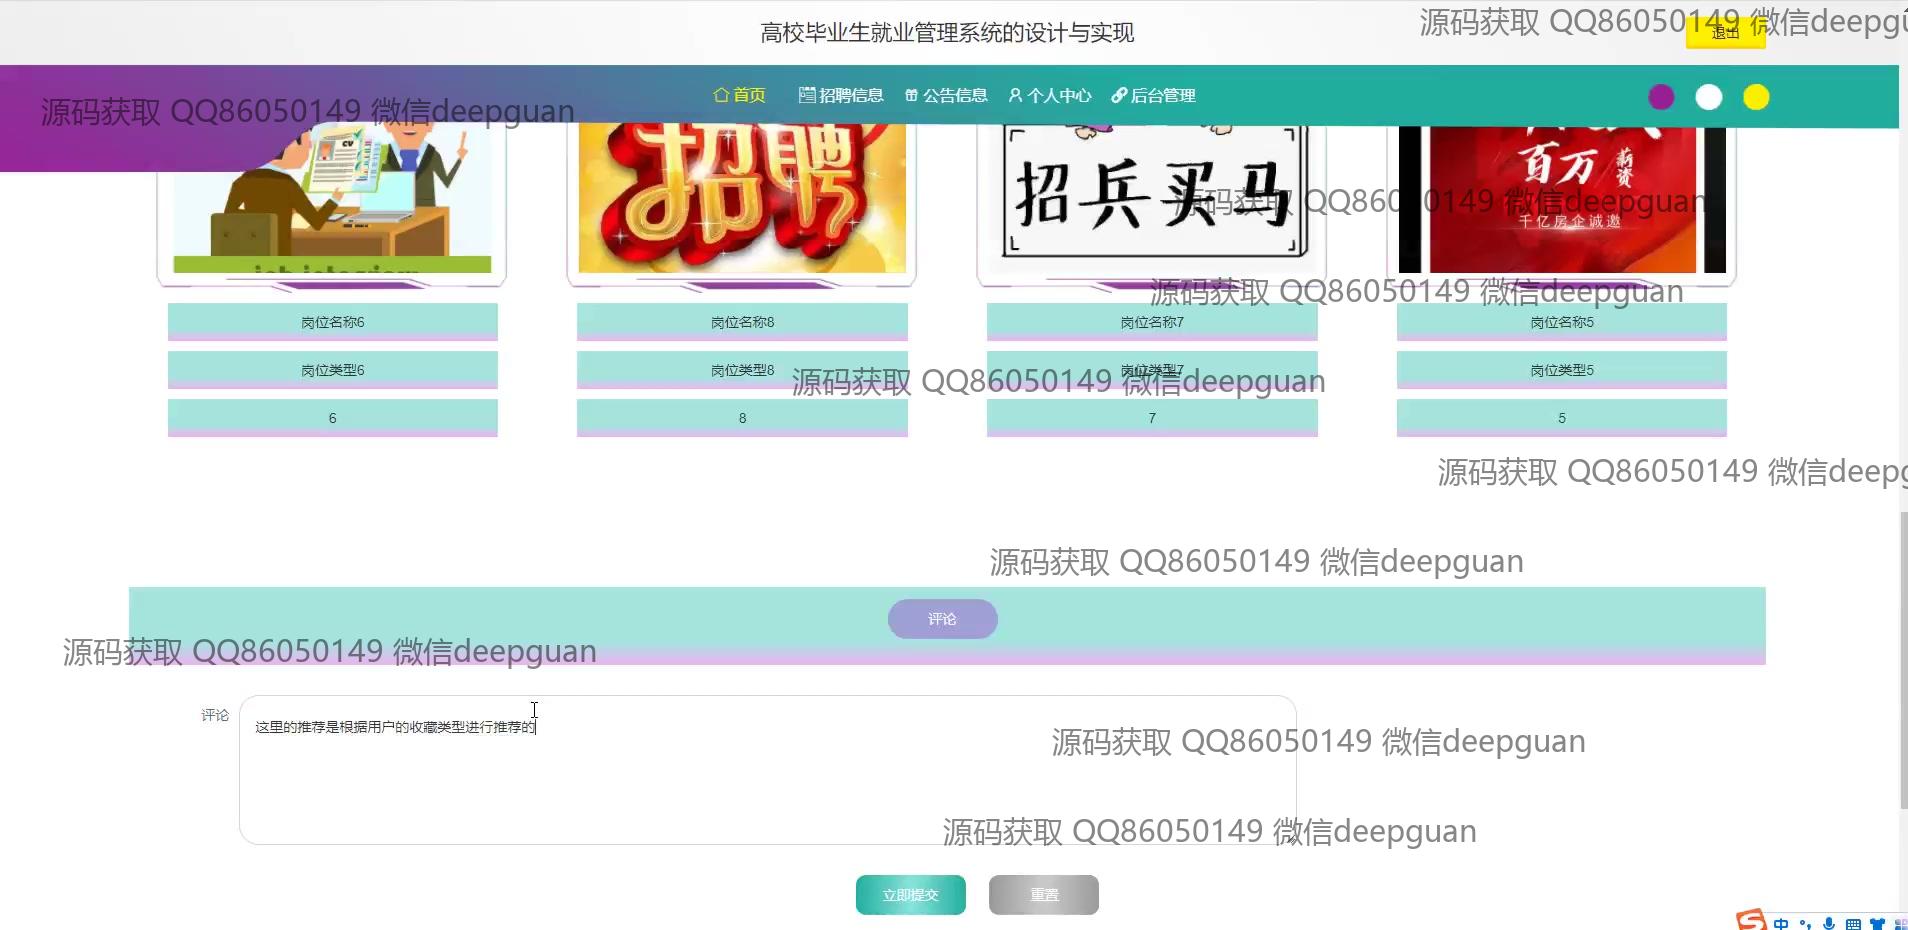 高校毕业生就业管理系统的设计与实现
源码获取 QQ86050149 微信deepgu
退出
首页 招聘信息 公告信息 个人中心 后台管理
源码获取 QQ86050149 微信deepguan
CV
招聘
招兵买马
百万薪资
千亿房企诚邀
源码获取 QQ86050149 微信deepguan
源码获取 QQ86050149 微信deepguan
岗位名称6 岗位名称8 岗位名称7 岗位名称5
岗位类型6 岗位类型8 岗位类型7 岗位类型5
源码获取 QQ86050149 微信deepguan
6 8 7 5
源码获取 QQ86050149 微信deepg
源码获取 QQ86050149 微信deepguan
评论
源码获取 QQ86050149 微信deepguan
评论
这里的推荐是根据用户的收藏类型进行推荐的
源码获取 QQ86050149 微信deepguan
源码获取 QQ86050149 微信deepguan
立即提交 重置
中